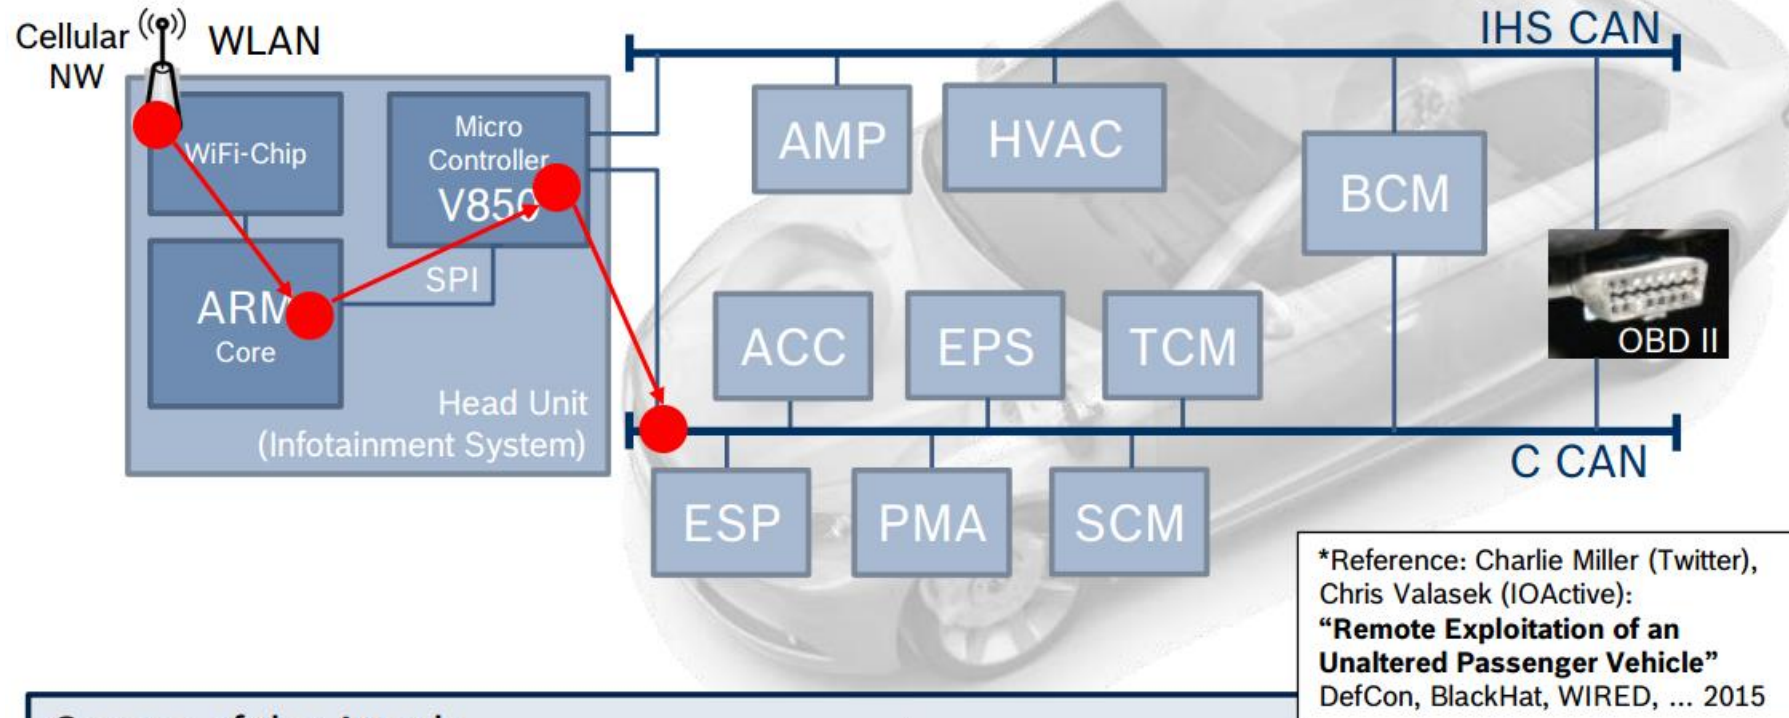 Cellular
NW
WLAN
WiFi-Chip
Micro
Controller
V850
SPI
ARM
Core
Head Unit
(Infotainment System)
IHS CAN
AMP
HVAC
BCM
OBD II
ACC
EPS
TCM
C CAN
ESP
PMA
SCM
*Reference: Charlie Miller (Twitter),
Chris Valasek (IOActive):
“Remote Exploitation of an
Unaltered Passenger Vehicle”
DefCon, BlackHat, WIRED, ... 2015